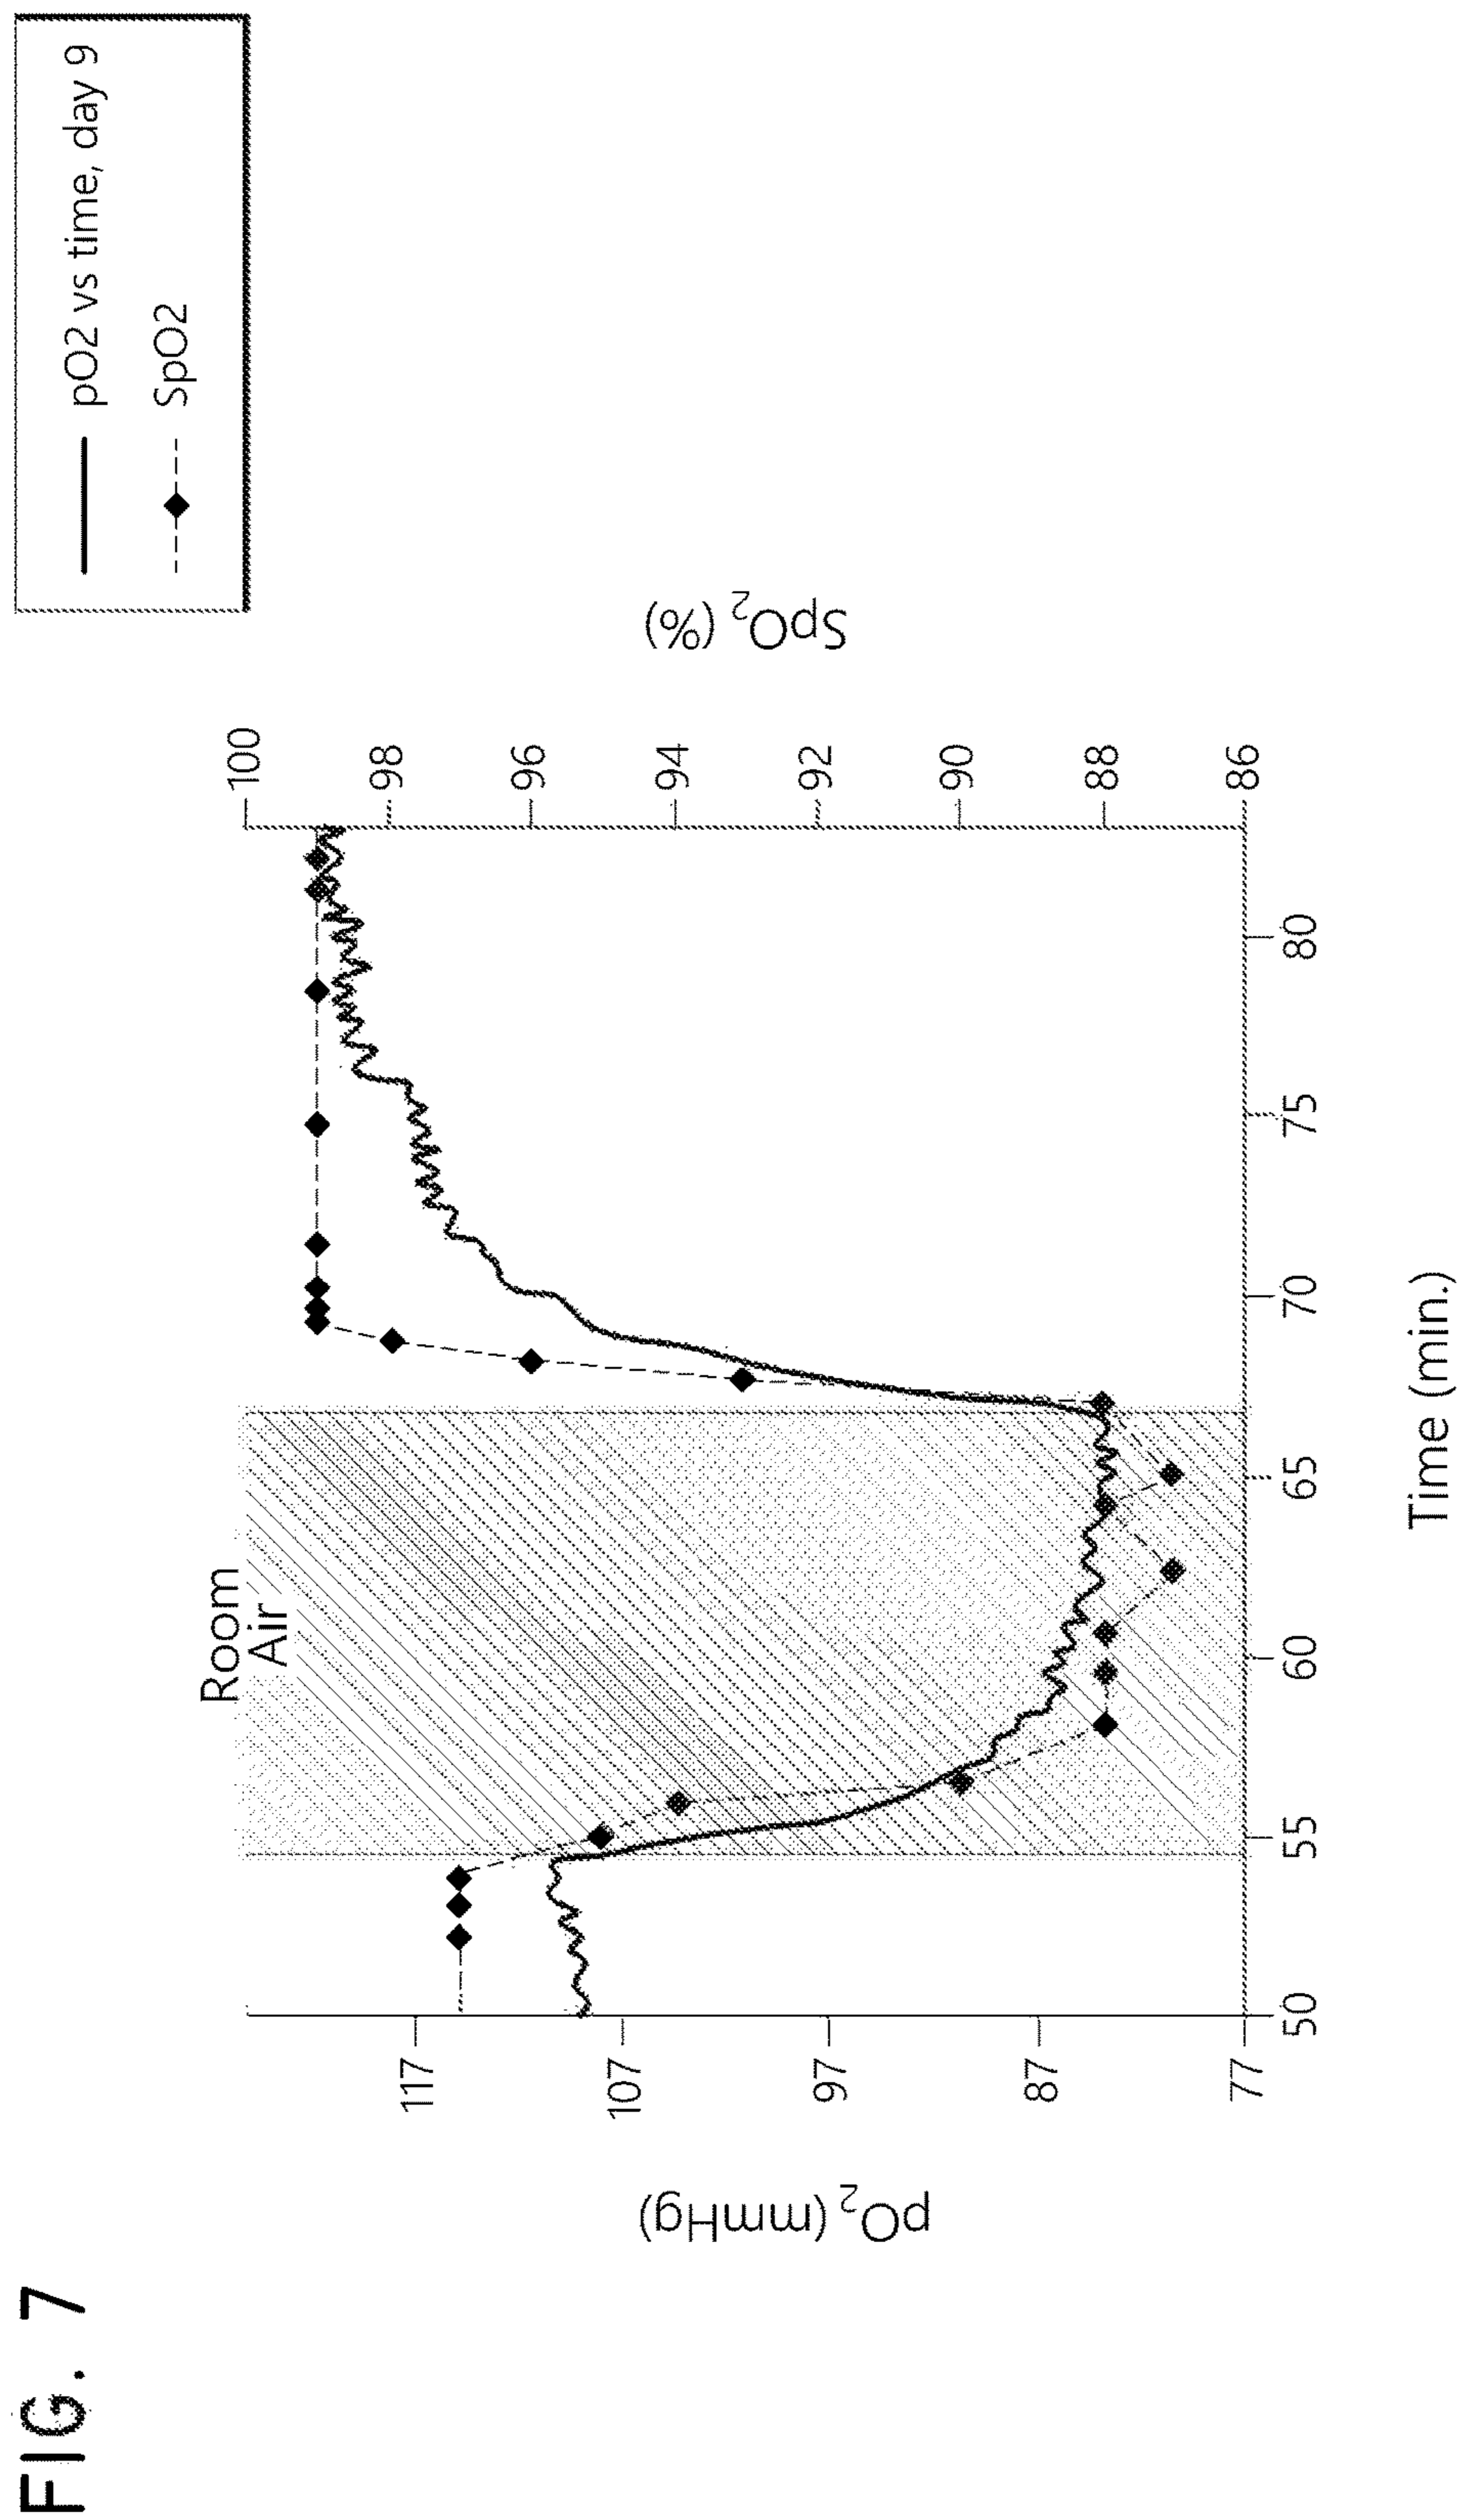 FIG. 7
pO2 vs time, day 9
SpO2
Room
Air
pO2 (mmHg)
117
107
97
87
77
SpO2 (%)
100
98
96
94
92
90
88
86
50
55
60
65
70
75
80
Time (min.)